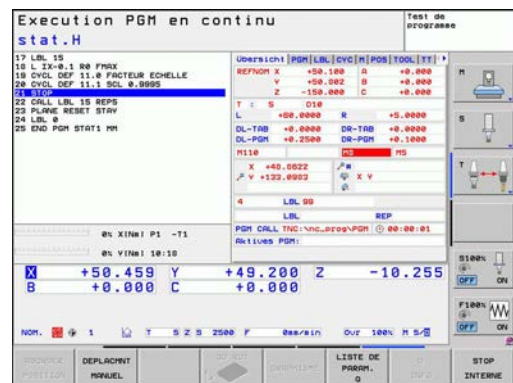 Execution PGM en continu
Test de
programme
stat.H
17 LBL 15
18 L IX-0.1 R0 FMAX
19 CYCL DEF 11.0 FACTEUR ECHELLE
20 CYCL DEF 11.1 SCL 0.9995
21 STOP
22 CALL LBL 15 REP5
23 PLANE RESET STAY
24 LBL 0
25 END PGM STAT1 MM
Übersicht PGM LBL CYC M POS TOOL TT
REFNOM X +50.100 A +0.000
Y +50.002 B +0.000
Z -150.000 C +0.000
T : 5 D10
L +60.0000 R +5.0000
DL-TAB +0.0000 DR-TAB +0.0000
DL-PGM +0.2500 DR-PGM +0.1000
M110 M5
X +40.0622
Y +133.0903
X Y
4 LBL 99
LBL REP
PGM CALL TNC:\nc_prog\PGM 00:00:01
Aktives PGM:
0% X[Nm] P1 -T1
0% Y[Nm] 10:10
X +50.459 Y +49.200 Z -10.255
B +0.000 C +0.000
NOM. 1 T 5 Z S 2500 F 0mm/min Ovr 100% M 5/
M
S
T
S100%
OFF ON
F100%
OFF ON
DEPLACMNT
MANUEL
LISTE DE
PARAM.
Q
STOP
INTERNE